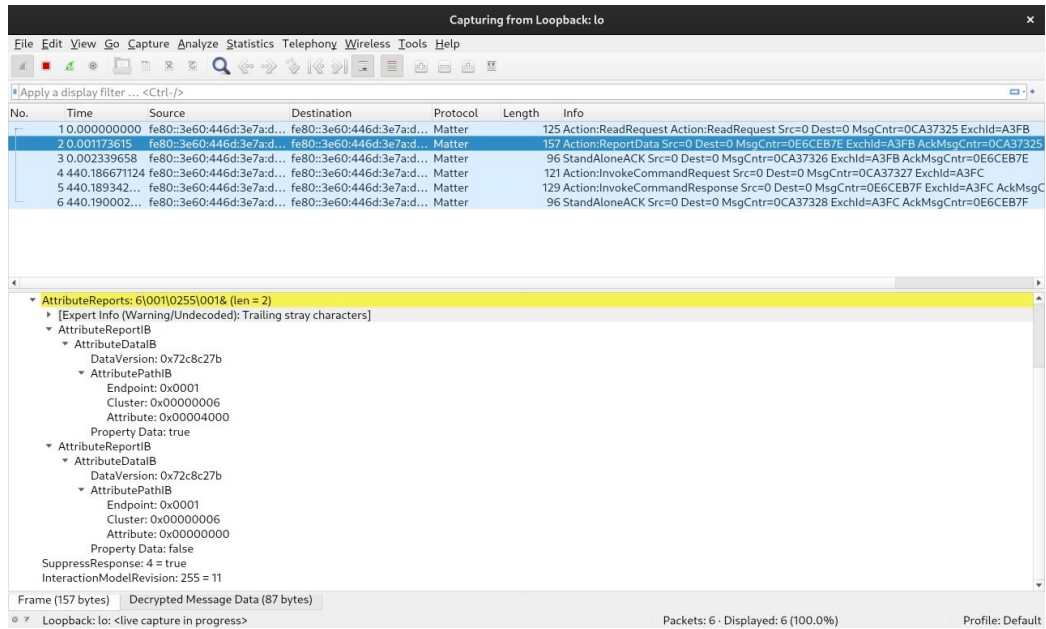 Capturing from Loopback: lo
File Edit View Go Capture Analyze Statistics Telephony Wireless Tools Help
Apply a display filter ... <Ctrl-/>
No. Time Source Destination Protocol Length Info
1 0.000000000 fe80::3e60:446d:3e7a:d... fe80::3e60:446d:3e7a:d... Matter 125 Action:ReadRequest Action:ReadRequest Src=0 Dest=0 MsgCntr=0CA37325 ExchId=A3FB
2 0.001173615 fe80::3e60:446d:3e7a:d... fe80::3e60:446d:3e7a:d... Matter 157 Action:ReportData Src=0 Dest=0 MsgCntr=0E6CEB7E ExchId=A3FB AckMsgCntr=0CA37325
3 0.002339658 fe80::3e60:446d:3e7a:d... fe80::3e60:446d:3e7a:d... Matter 96 StandAloneACK Src=0 Dest=0 MsgCntr=0CA37326 ExchId=A3FB AckMsgCntr=0E6CEB7E
4 440.186671124 fe80::3e60:446d:3e7a:d... fe80::3e60:446d:3e7a:d... Matter 121 Action:InvokeCommandRequest Src=0 Dest=0 MsgCntr=0CA37327 ExchId=A3FC
5 440.189342... fe80::3e60:446d:3e7a:d... fe80::3e60:446d:3e7a:d... Matter 129 Action:InvokeCommandResponse Src=0 Dest=0 MsgCntr=0E6CEB7F ExchId=A3FC AckMsgC
6 440.190002... fe80::3e60:446d:3e7a:d... fe80::3e60:446d:3e7a:d... Matter 96 StandAloneACK Src=0 Dest=0 MsgCntr=0CA37328 ExchId=A3FC AckMsgCntr=0E6CEB7F
AttributeReports: 6\001\0255\001& (len = 2)
[Expert Info (Warning/Undecoded): Trailing stray characters]
AttributeReportIB
AttributeDataIB
DataVersion: 0x72c8c27b
AttributePathIB
Endpoint: 0x0001
Cluster: 0x00000006
Attribute: 0x00004000
Property Data: true
AttributeReportIB
AttributeDataIB
DataVersion: 0x72c8c27b
AttributePathIB
Endpoint: 0x0001
Cluster: 0x00000006
Attribute: 0x00000000
Property Data: false
SuppressResponse: 4 = true
InteractionModelRevision: 255 = 11
Frame (157 bytes) Decrypted Message Data (87 bytes)
Loopback: lo: <live capture in progress> Packets: 6 · Displayed: 6 (100.0%) Profile: Default